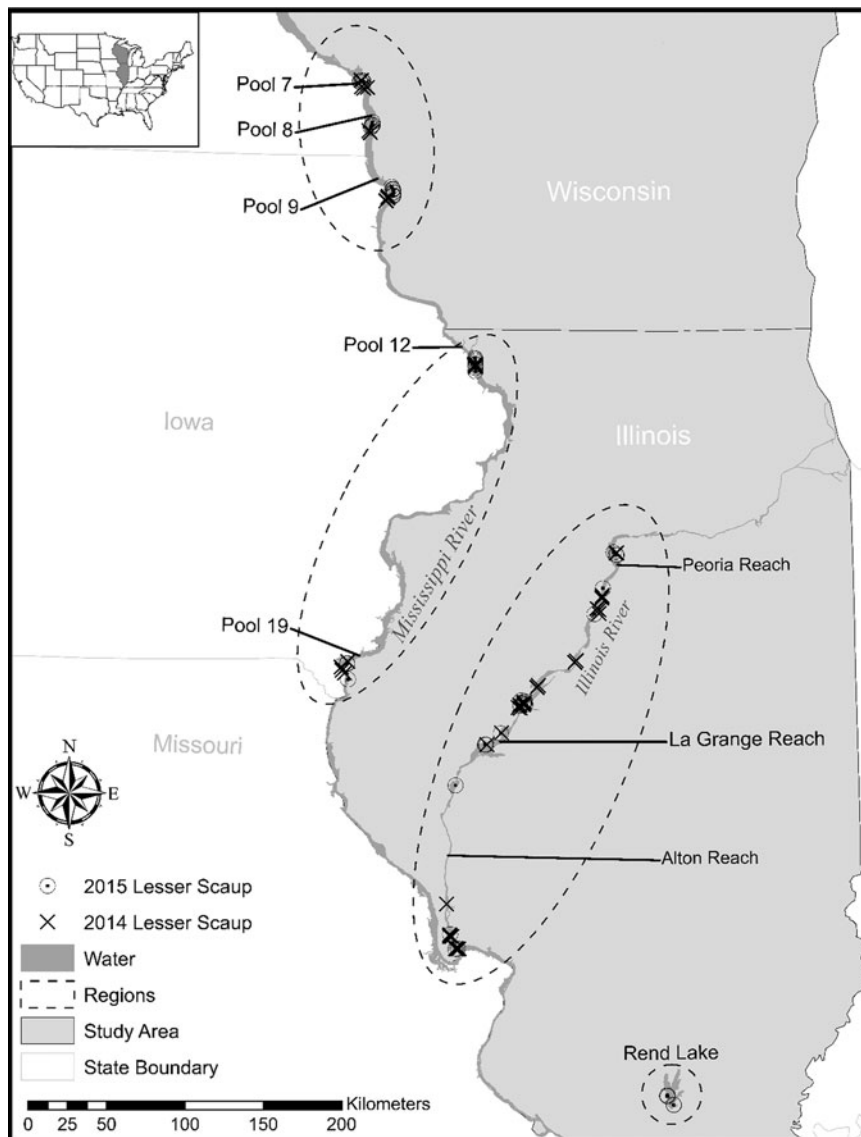 Pool 7
Pool 8
Wisconsin
Pool 9
Pool 12
Iowa
Illinois
Mississippi River
Peoria Reach
Pool 19
Illinois River
Missouri
La Grange Reach
N
W E
S
Alton Reach
2015 Lesser Scaup
2014 Lesser Scaup
Water
Regions
Study Area
State Boundary
Rend Lake
Kilometers
0 25 50 100 150 200